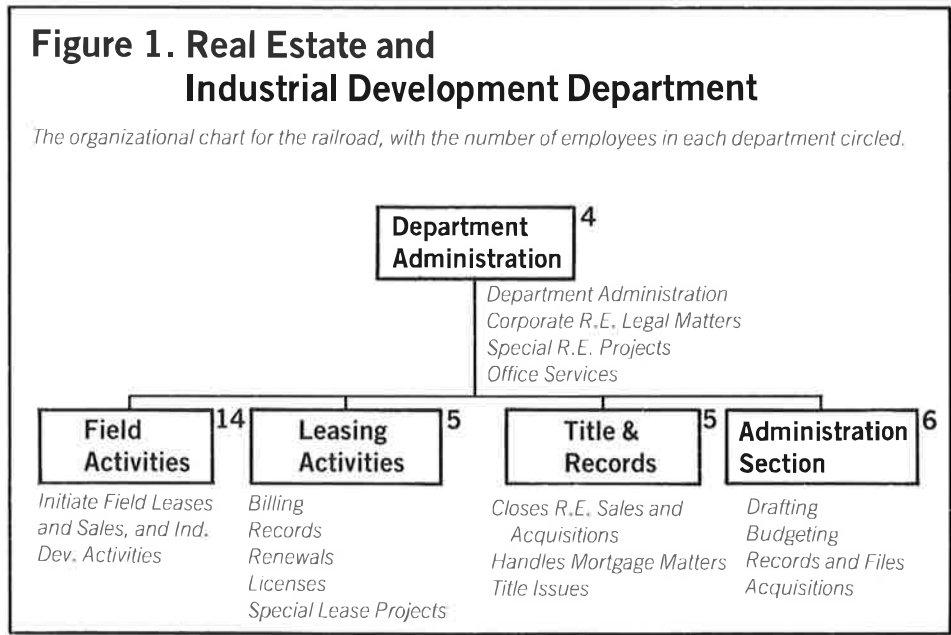 Figure 1. Real Estate and
Industrial Development Department
The organizational chart for the railroad, with the number of employees in each department circled.
Department
Administration
4
Department Administration
Corporate R.E. Legal Matters
Special R.E. Projects
Office Services
Field
Activities
14
Initiate Field Leases
and Sales, and Ind.
Dev. Activities
Leasing
Activities
5
Billing
Records
Renewals
Licenses
Special Lease Projects
Title &
Records
5
Closes R.E. Sales and
Acquisitions
Handles Mortgage Matters
Title Issues
Administration
Section
6
Drafting
Budgeting
Records and Files
Acquisitions